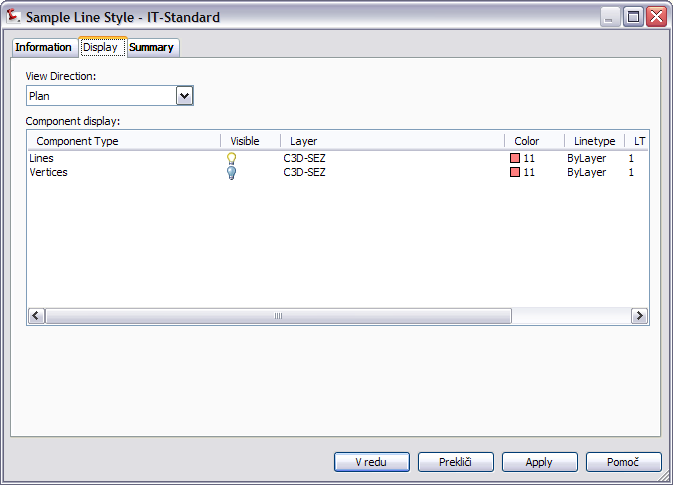 Sample Line Style - IT-Standard
Information Display Summary
View Direction:
Plan
Component display:
Component Type Visible Layer Color Linetype LT
Lines C3D-SEZ 11 ByLayer 1
Vertices C3D-SEZ 11 ByLayer 1
V redu Prekliči Apply Pomoč